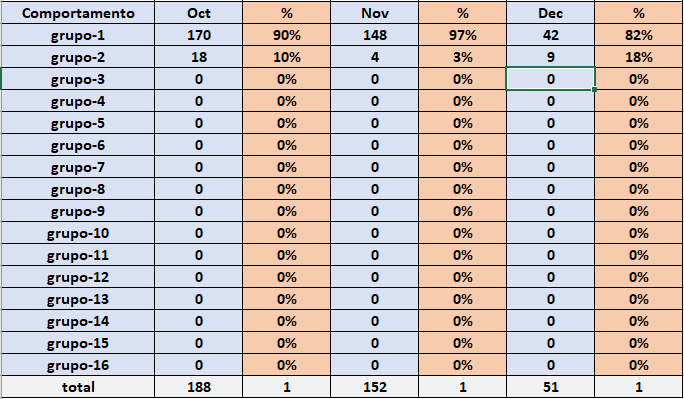 Comportamento Oct % Nov % Dec %
grupo-1 170 90% 148 97% 42 82%
grupo-2 18 10% 4 3% 9 18%
grupo-3 0 0% 0 0% 0 0%
grupo-4 0 0% 0 0% 0 0%
grupo-5 0 0% 0 0% 0 0%
grupo-6 0 0% 0 0% 0 0%
grupo-7 0 0% 0 0% 0 0%
grupo-8 0 0% 0 0% 0 0%
grupo-9 0 0% 0 0% 0 0%
grupo-10 0 0% 0 0% 0 0%
grupo-11 0 0% 0 0% 0 0%
grupo-12 0 0% 0 0% 0 0%
grupo-13 0 0% 0 0% 0 0%
grupo-14 0 0% 0 0% 0 0%
grupo-15 0 0% 0 0% 0 0%
grupo-16 0 0% 0 0% 0 0%
total 188 1 152 1 51 1